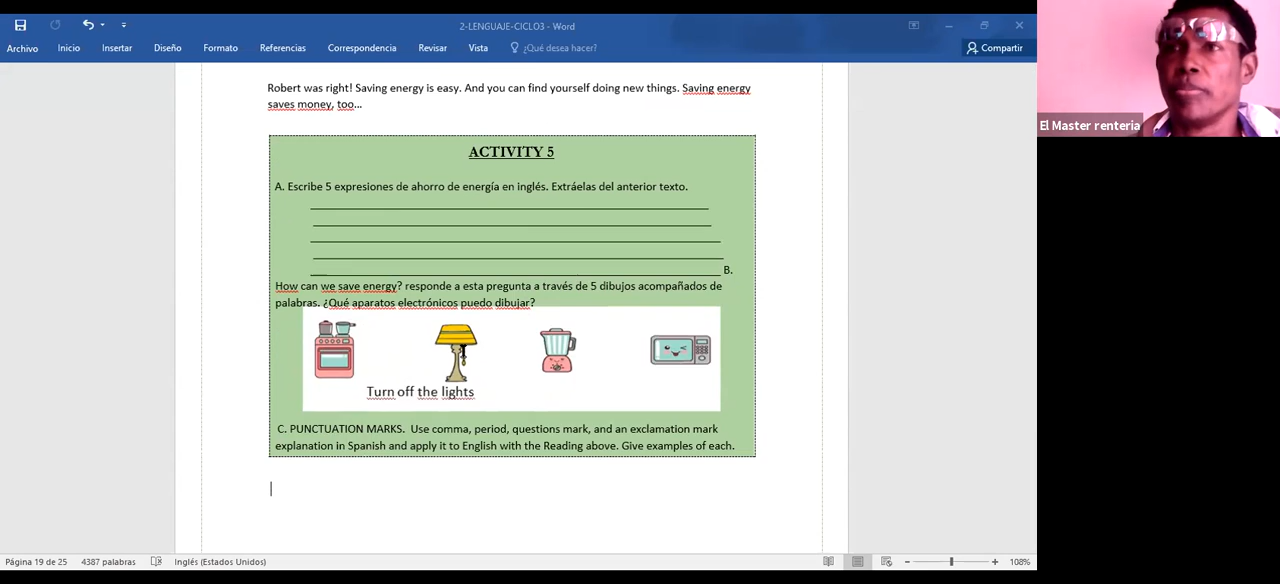 2-LENGUAJE-CICLO3 - Word
Archivo Inicio Insertar Diseño Formato Referencias Correspondencia Revisar Vista ¿Qué desea hacer? Compartir
El Master renteria
Robert was right! Saving energy is easy. And you can find yourself doing new things. Saving energy
saves money, too...
ACTIVITY 5
A. Escribe 5 expresiones de ahorro de energía en inglés. Extráelas del anterior texto.
B.
How can we save energy? responde a esta pregunta a través de 5 dibujos acompañados de
palabras. ¿Qué aparatos electrónicos puedo dibujar?
Turn off the lights
C. PUNCTUATION MARKS. Use comma, period, questions mark, and an exclamation mark
explanation in Spanish and apply it to English with the Reading above. Give examples of each.
Página 19 de 25 4387 palabras Inglés (Estados Unidos) 108%